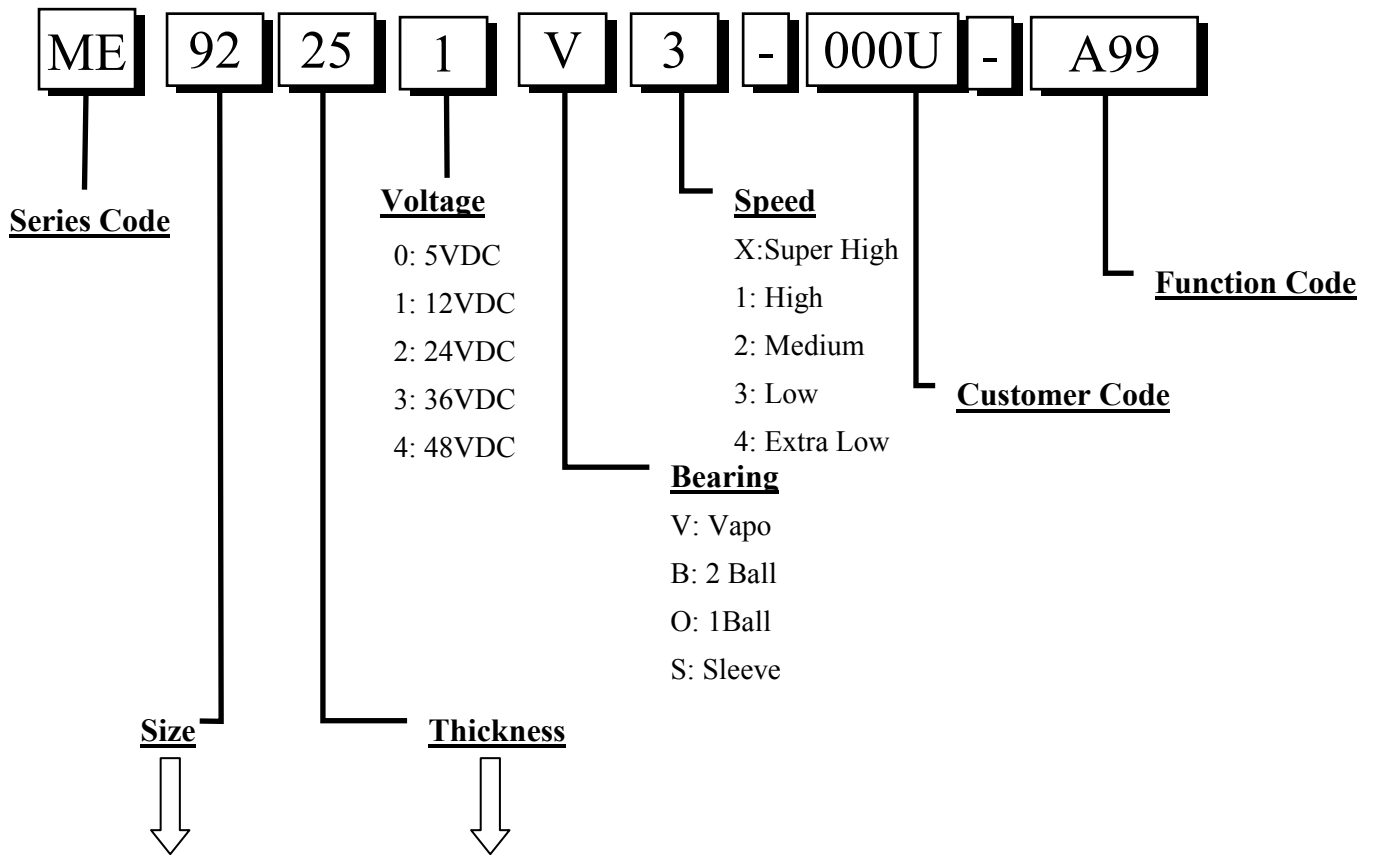 ME 92 25 1 V 3 - 000U - A99
Series Code
Voltage
0: 5VDC
1: 12VDC
2: 24VDC
3: 36VDC
4: 48VDC
Speed
X:Super High
1: High
2: Medium
3: Low
4: Extra Low
Function Code
Customer Code
Bearing
V: Vapo
B: 2 Ball
O: 1Ball
S: Sleeve
Size
Thickness